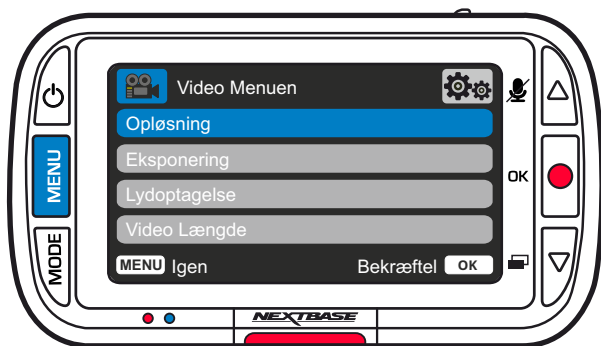 Video Menuen
Opløsning
Eksponering
Lydoptagelse
Video Længde
MENU Igen Bekræftel OK
MENU
MODE
OK
NEXTBASE